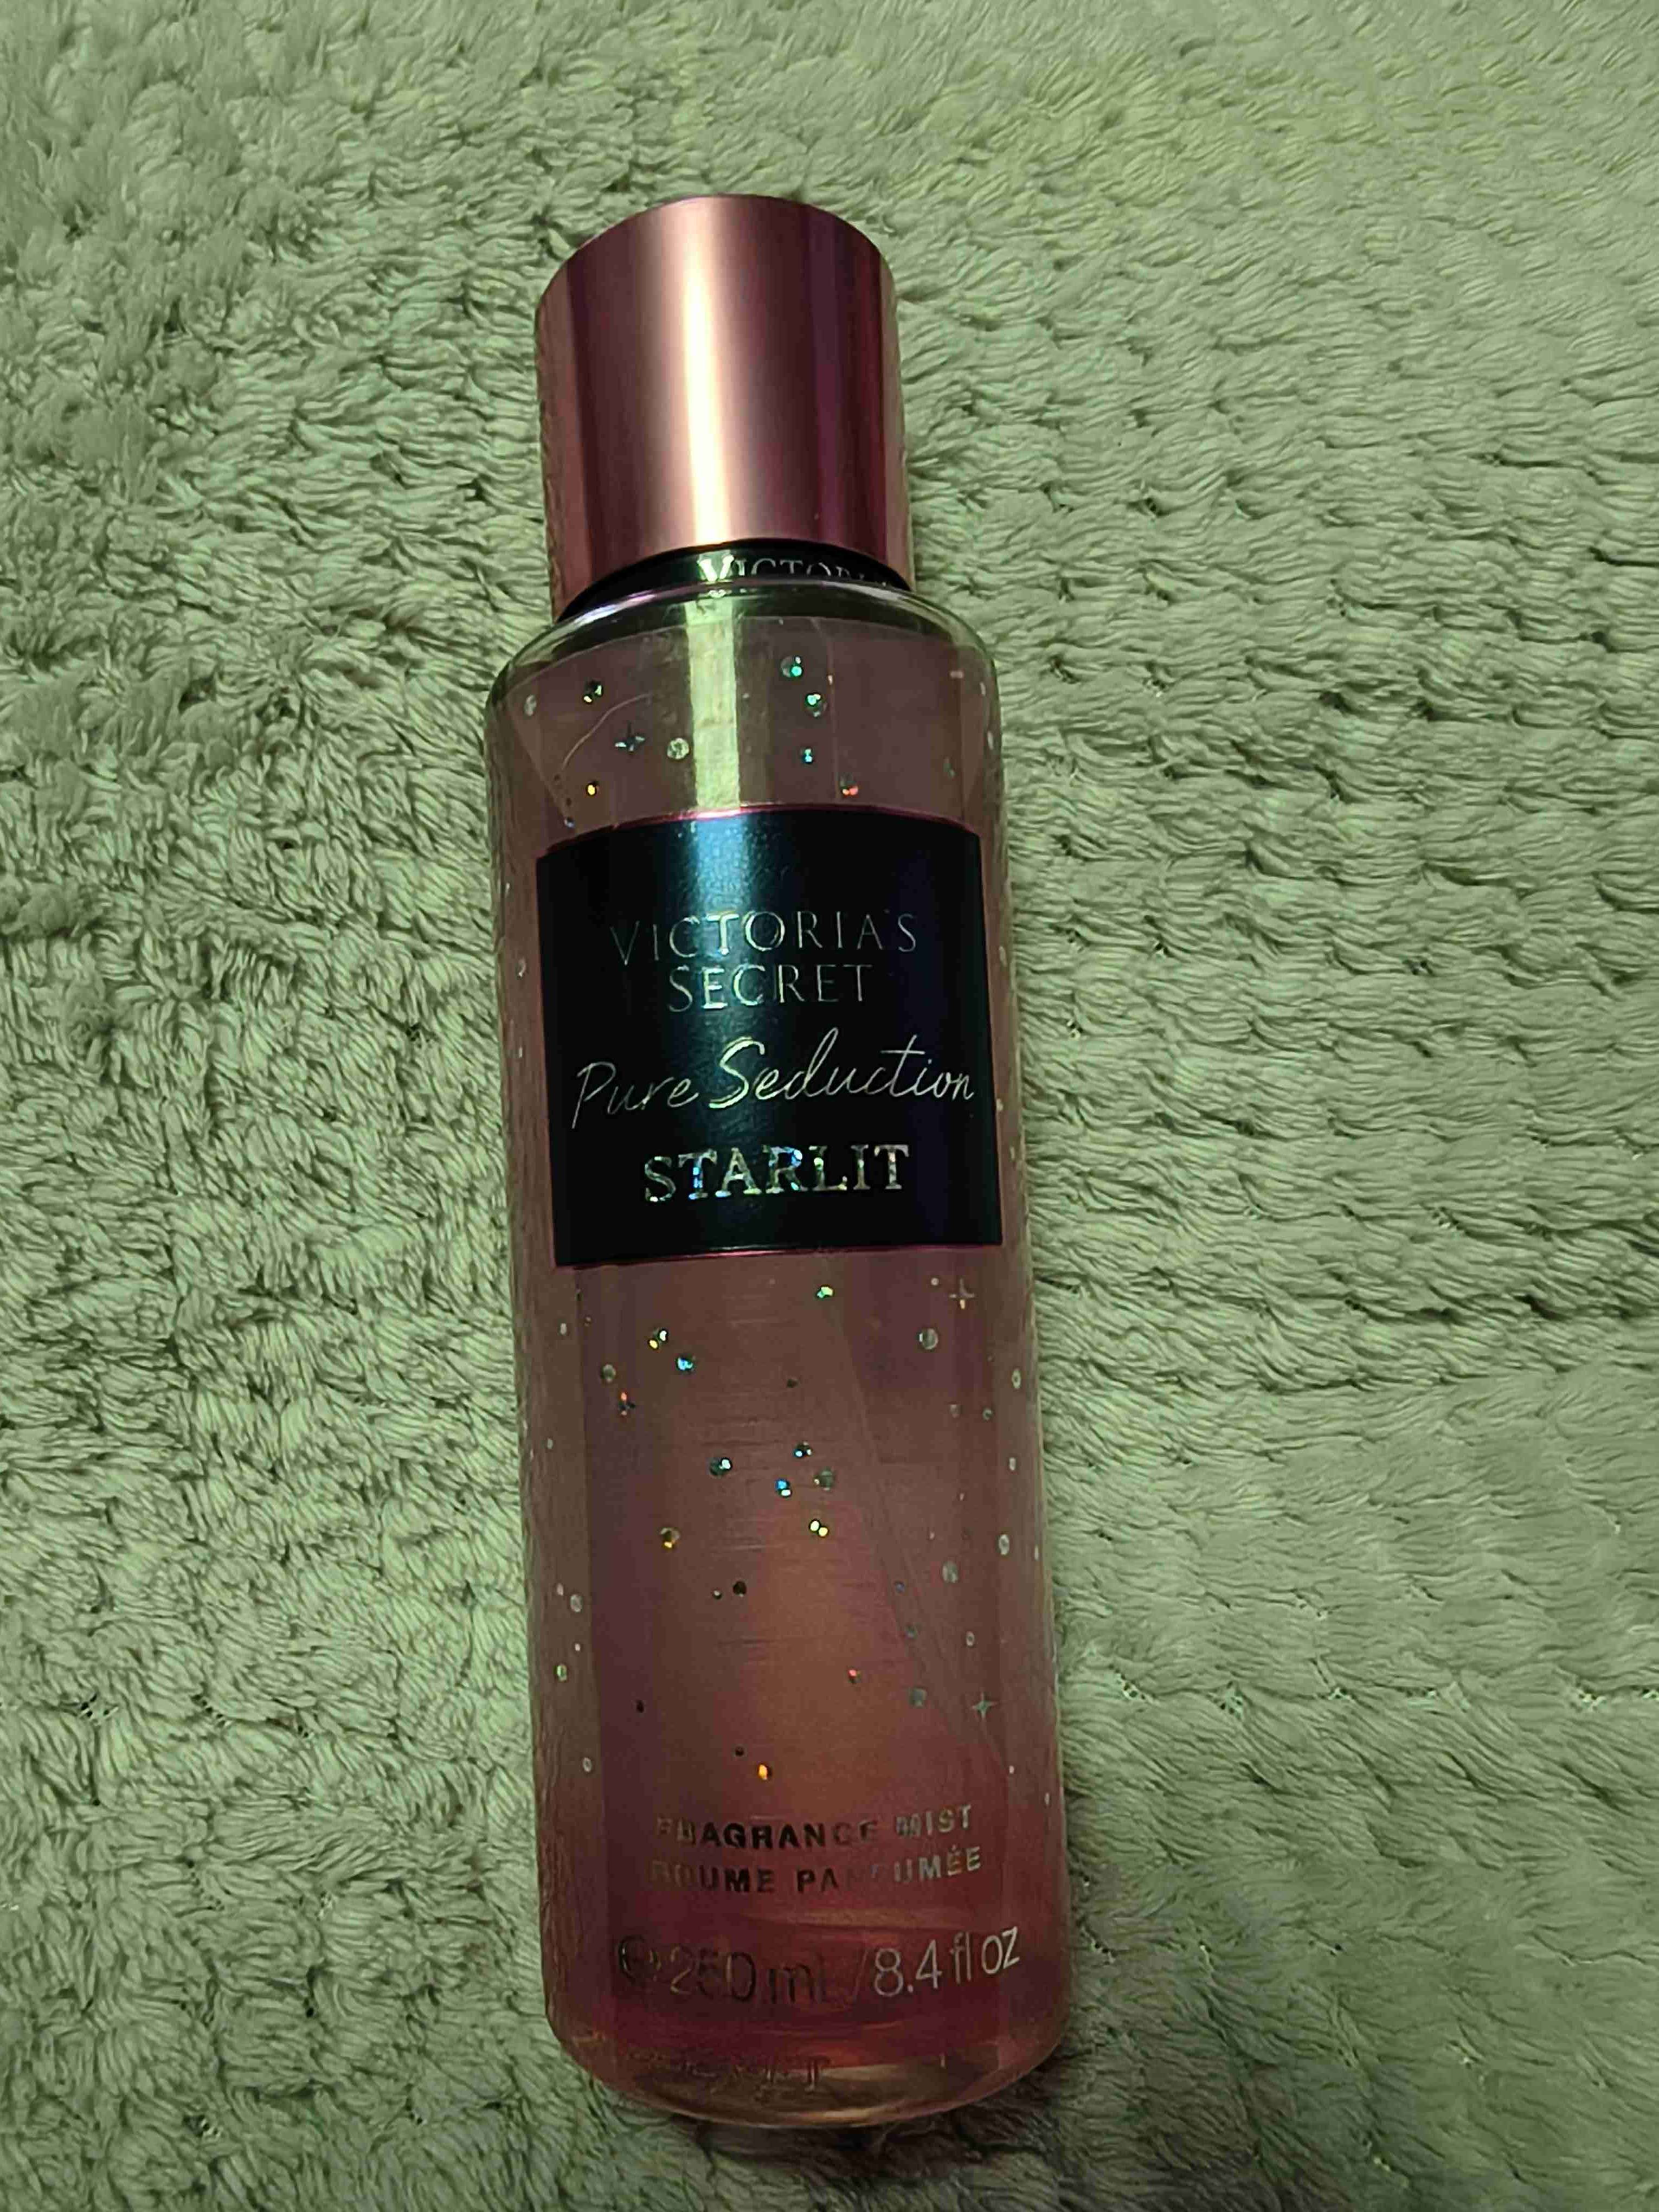 VICTORIA'S
SECRET
Pure Seduction
STARLIT
FRAGRANCE MIST
BRUME PARFUMÉE
℮ 250 mL / 8.4 fl oz